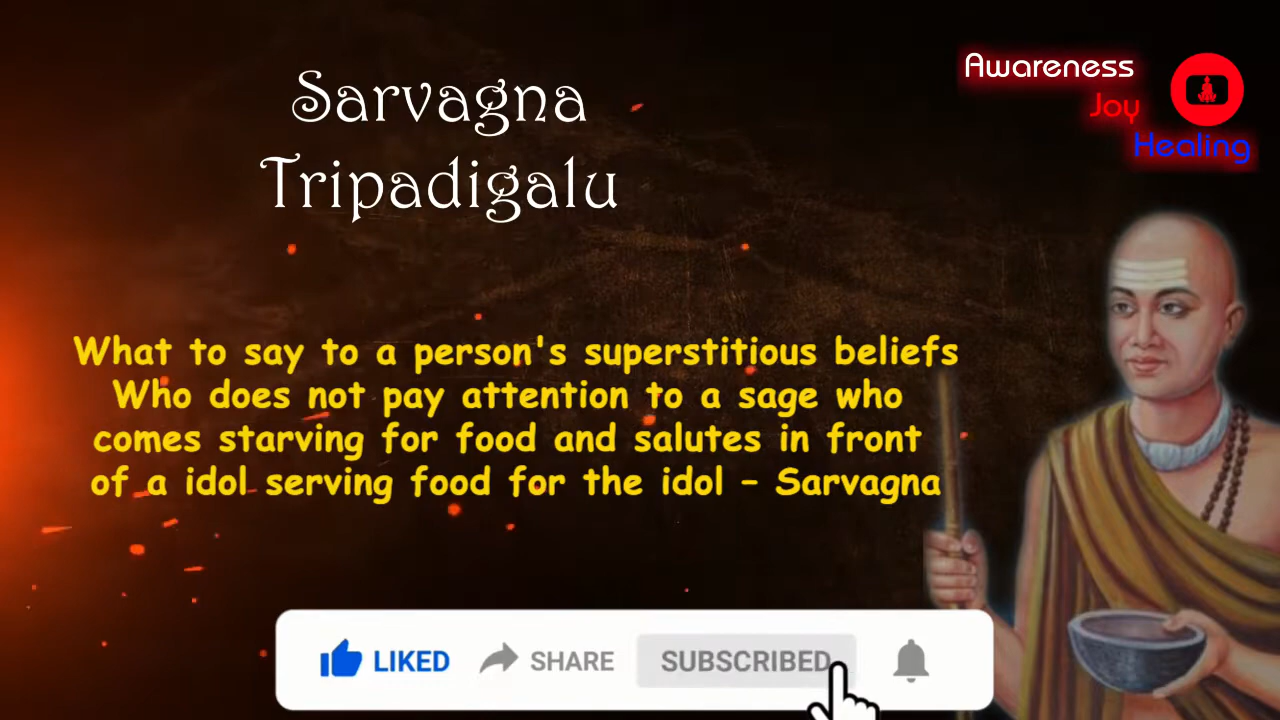 Sarvagna
Tripadigalu
Awareness
Joy
Healing
What to say to a person's superstitious beliefs
Who does not pay attention to a sage who
comes starving for food and salutes in front
of a idol serving food for the idol – Sarvagna
LIKED SHARE SUBSCRIBED